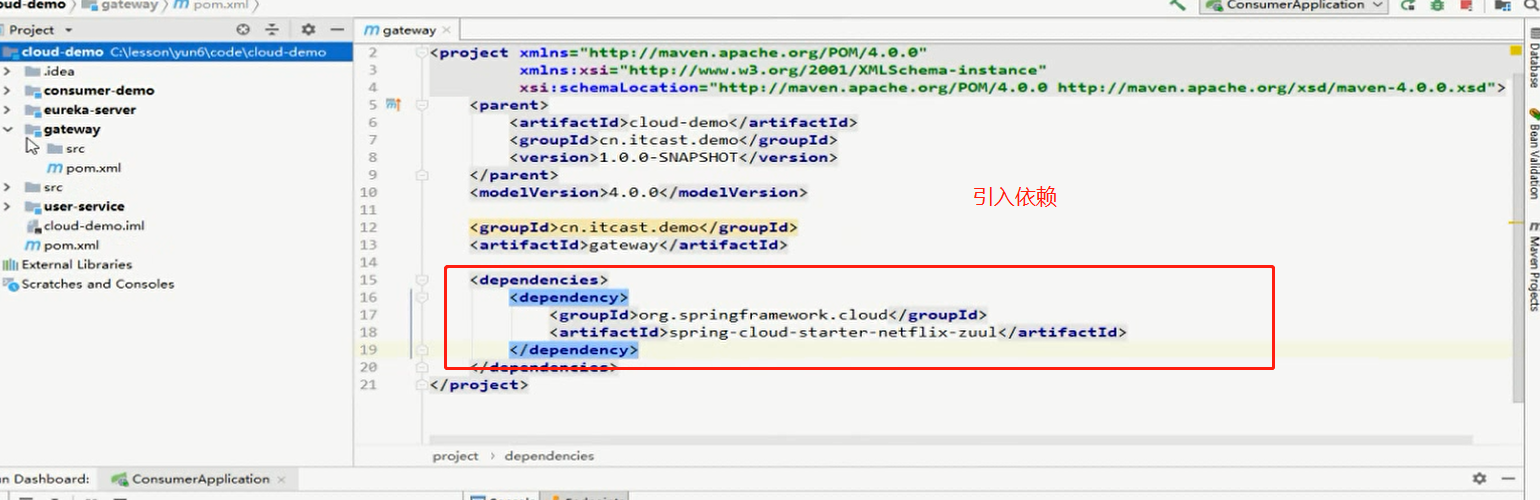 oud-demo gateway pom.xml
ConsumerApplication
Project
gateway
cloud-demo C:\lesson\yun6\code\cloud-demo
.idea
consumer-demo
eureka-server
gateway
src
pom.xml
src
user-service
cloud-demo.iml
pom.xml
External Libraries
Scratches and Consoles
2 <project xmlns="http://maven.apache.org/POM/4.0.0"
3 xmlns:xsi="http://www.w3.org/2001/XMLSchema-instance"
4 xsi:schemaLocation="http://maven.apache.org/POM/4.0.0 http://maven.apache.org/xsd/maven-4.0.0.xsd">
5 <parent>
6 <artifactId>cloud-demo</artifactId>
7 <groupId>cn.itcast.demo</groupId>
8 <version>1.0.0-SNAPSHOT</version>
9 </parent>
10 <modelVersion>4.0.0</modelVersion>
引入依赖
11
12 <groupId>cn.itcast.demo</groupId>
13 <artifactId>gateway</artifactId>
14
15 <dependencies>
16 <dependency>
17 <groupId>org.springframework.cloud</groupId>
18 <artifactId>spring-cloud-starter-netflix-zuul</artifactId>
19 </dependency>
20 </dependencies>
21 </project>
project › dependencies
Database
Bean Validation
Maven Projects
n Dashboard:
ConsumerApplication